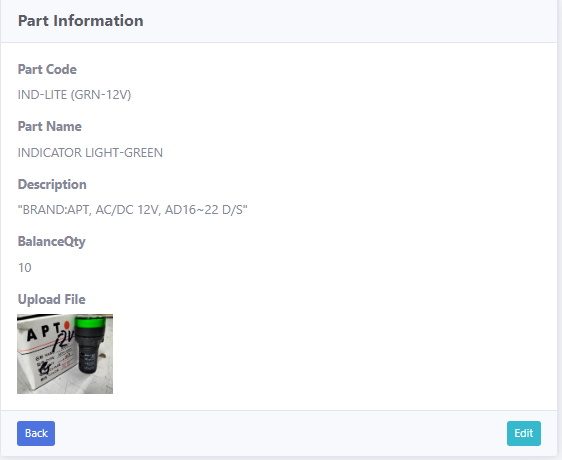 Part Information
Part Code
IND-LITE (GRN-12V)
Part Name
INDICATOR LIGHT-GREEN
Description
"BRAND:APT, AC/DC 12V, AD16~22 D/S"
BalanceQty
10
Upload File
APT
12V
Back
Edit